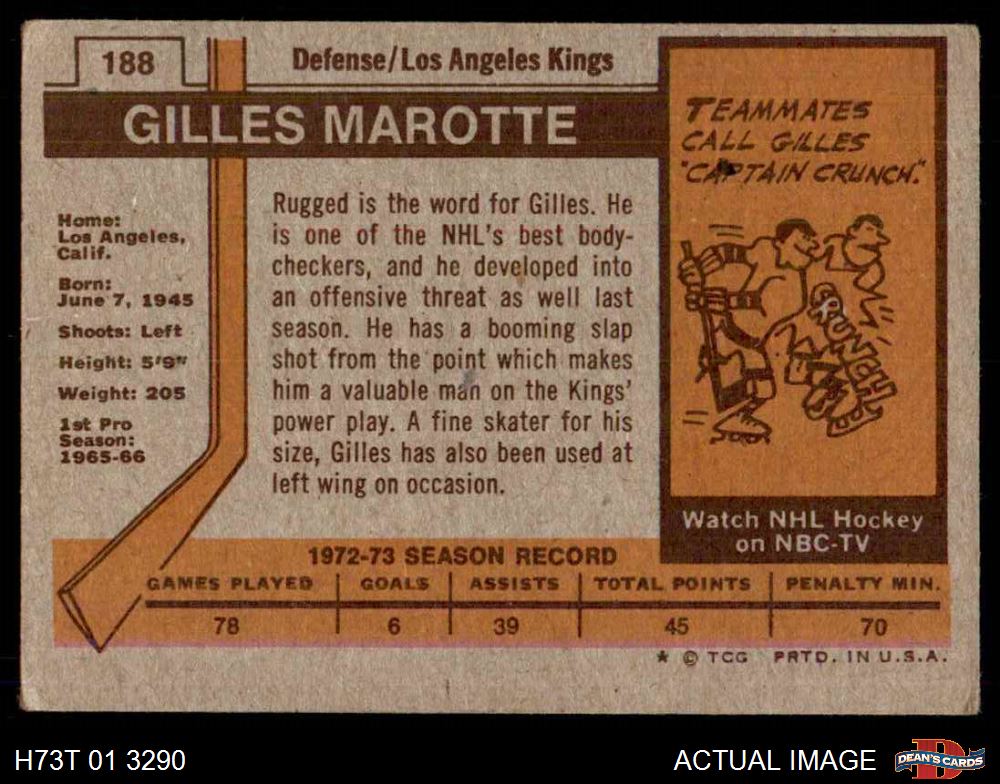 188
Defense/Los Angeles Kings
GILLES MAROTTE
Home:
Los Angeles,
Calif.
Born:
June 7, 1945
Shoots: Left
Height: 5'9"
Weight: 205
1st Pro
Season:
1965-66
Rugged is the word for Gilles. He
is one of the NHL's best body-
checkers, and he developed into
an offensive threat as well last
season. He has a booming slap
shot from the point which makes
him a valuable man on the Kings'
power play. A fine skater for his
size, Gilles has also been used at
left wing on occasion.
TEAMMATES
CALL GILLES
"CAPTAIN CRUNCH."
CRUNCH
Watch NHL Hockey
on NBC-TV
1972-73 SEASON RECORD
GAMES PLAYED GOALS ASSISTS TOTAL POINTS PENALTY MIN.
78 6 39 45 70
* © TCG PRTD. IN U.S.A.
H73T 01 3290
ACTUAL IMAGE
D
DEAN'S CARDS